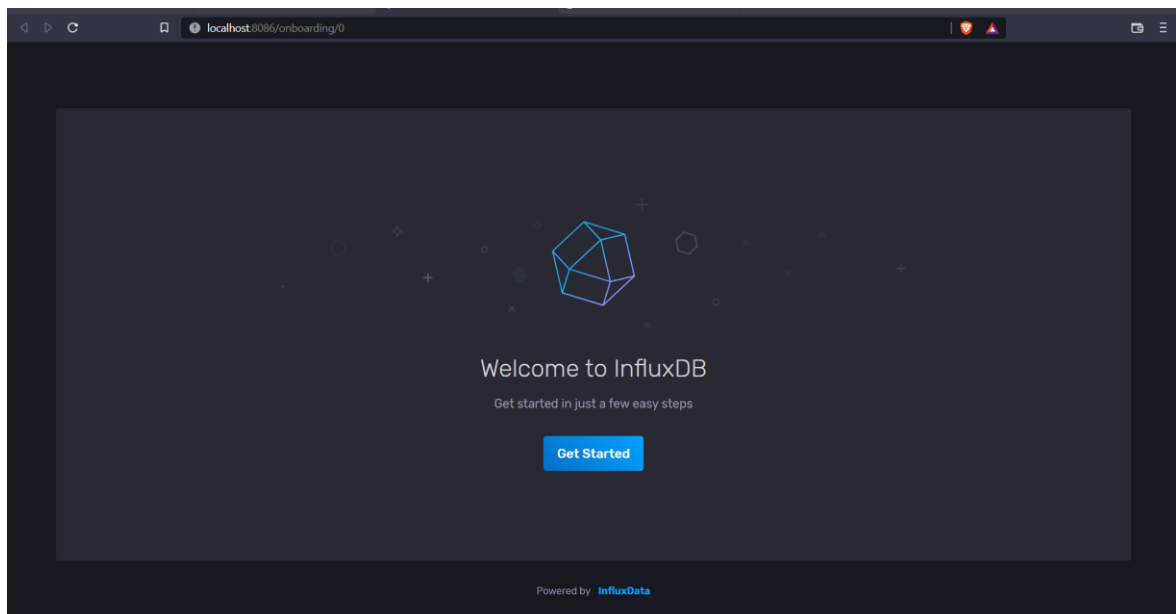 localhost:8086/onboarding/0
Welcome to InfluxDB
Get started in just a few easy steps
Get Started
Powered by InfluxData